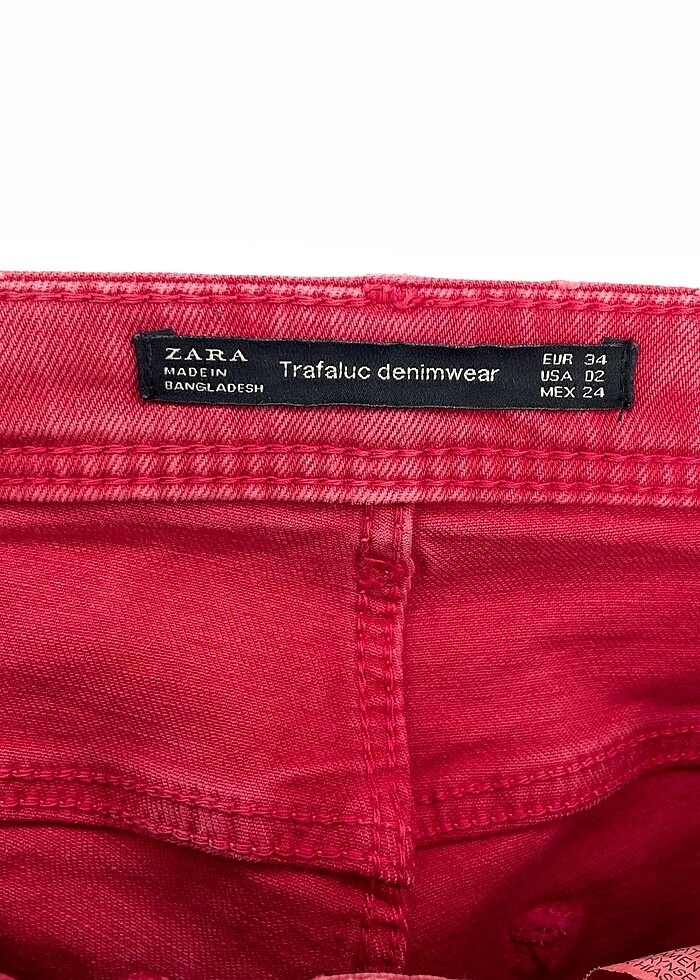 ZARA
MADE IN
BANGLADESH
Trafaluc denimwear
EUR 34
USA 02
MEX 24